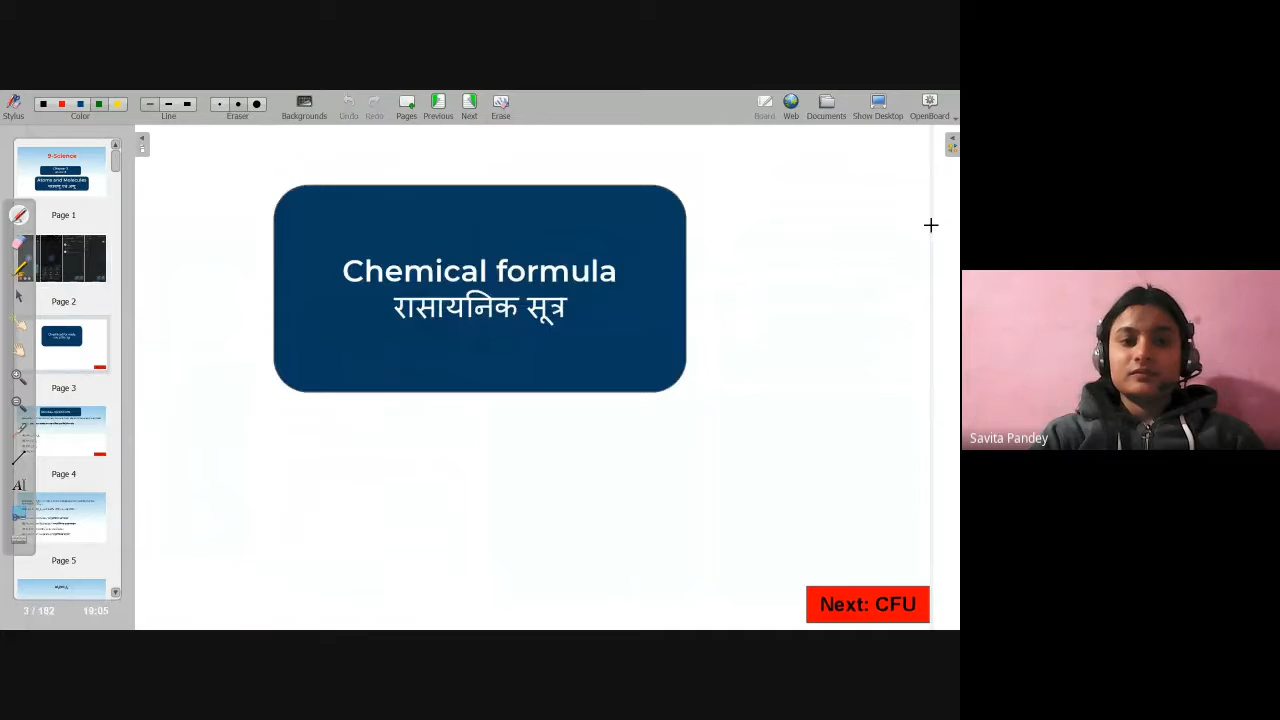 Stylus
Color
Line
Eraser
Backgrounds
Undo
Redo
Pages
Previous
Next
Erase
Board
Web
Documents
Show Desktop
OpenBoard
9-Science
Atoms and Molecules
Page 1
Page 2
Page 3
Page 4
Page 5
3 / 182
19:05
Chemical formula
रासायनिक सूत्र
Next: CFU
Savita Pandey